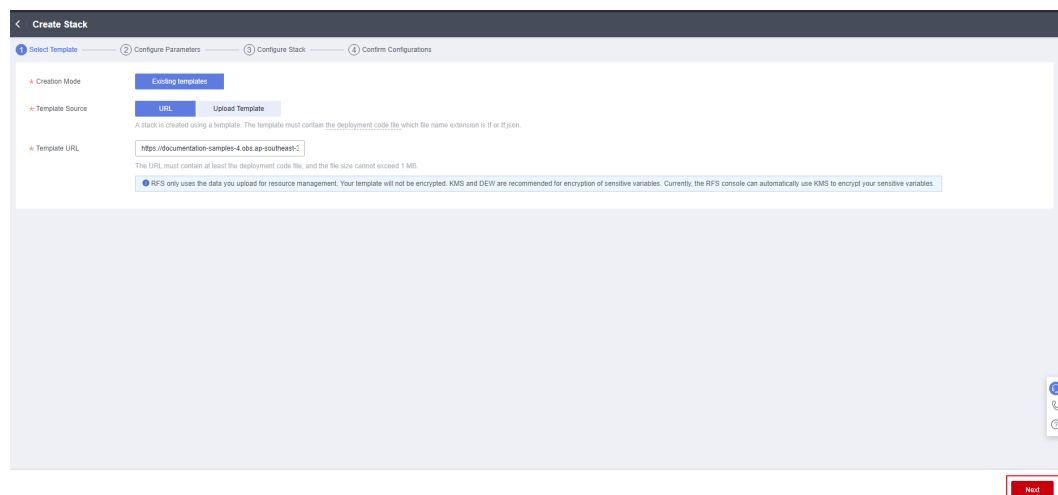 < Create Stack
1 Select Template 2 Configure Parameters 3 Configure Stack 4 Confirm Configurations
★ Creation Mode Existing templates
★ Template Source URL Upload Template
A stack is created using a template. The template must contain the deployment code file which file name extension is tf or tf.json.
★ Template URL https://documentation-samples-4.obs.ap-southeast-3
The URL must contain at least the deployment code file, and the file size cannot exceed 1 MB.
RFS only uses the data you upload for resource management. Your template will not be encrypted. KMS and DEW are recommended for encryption of sensitive variables. Currently, the RFS console can automatically use KMS to encrypt your sensitive variables.
Next